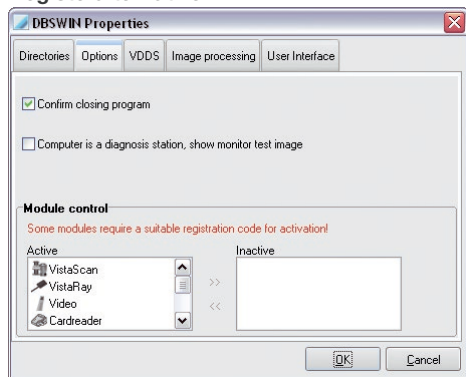 DBSWIN Properties
Directories Options VDDS Image processing User Interface
Confirm closing program
Computer is a diagnosis station, show monitor test image
Module control
Some modules require a suitable registration code for activation!
Active Inactive
VistaScan
VistaRay >>
Video <<
Cardreader
OK Cancel